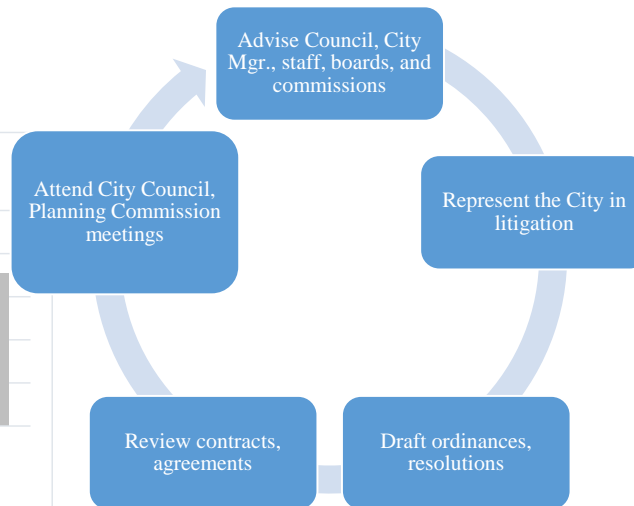 Advise Council, City
Mgr., staff, boards, and
commissions
Represent the City in
litigation
Draft ordinances,
resolutions
Review contracts,
agreements
Attend City Council,
Planning Commission
meetings